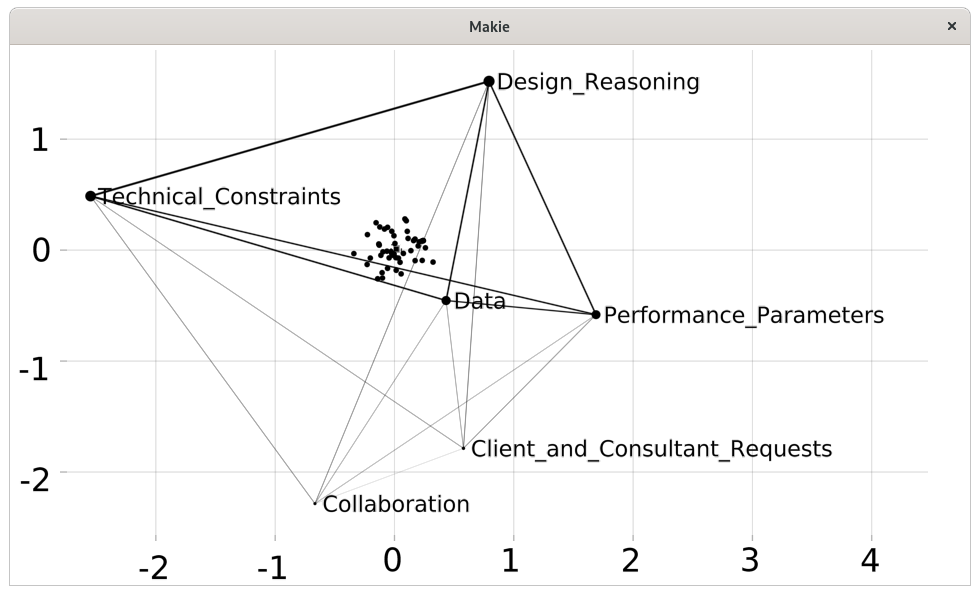 Makie
×
Design_Reasoning
1
Technical_Constraints
0
Data
Performance_Parameters
-1
Client_and_Consultant_Requests
-2
Collaboration
-2 -1 0 1 2 3 4